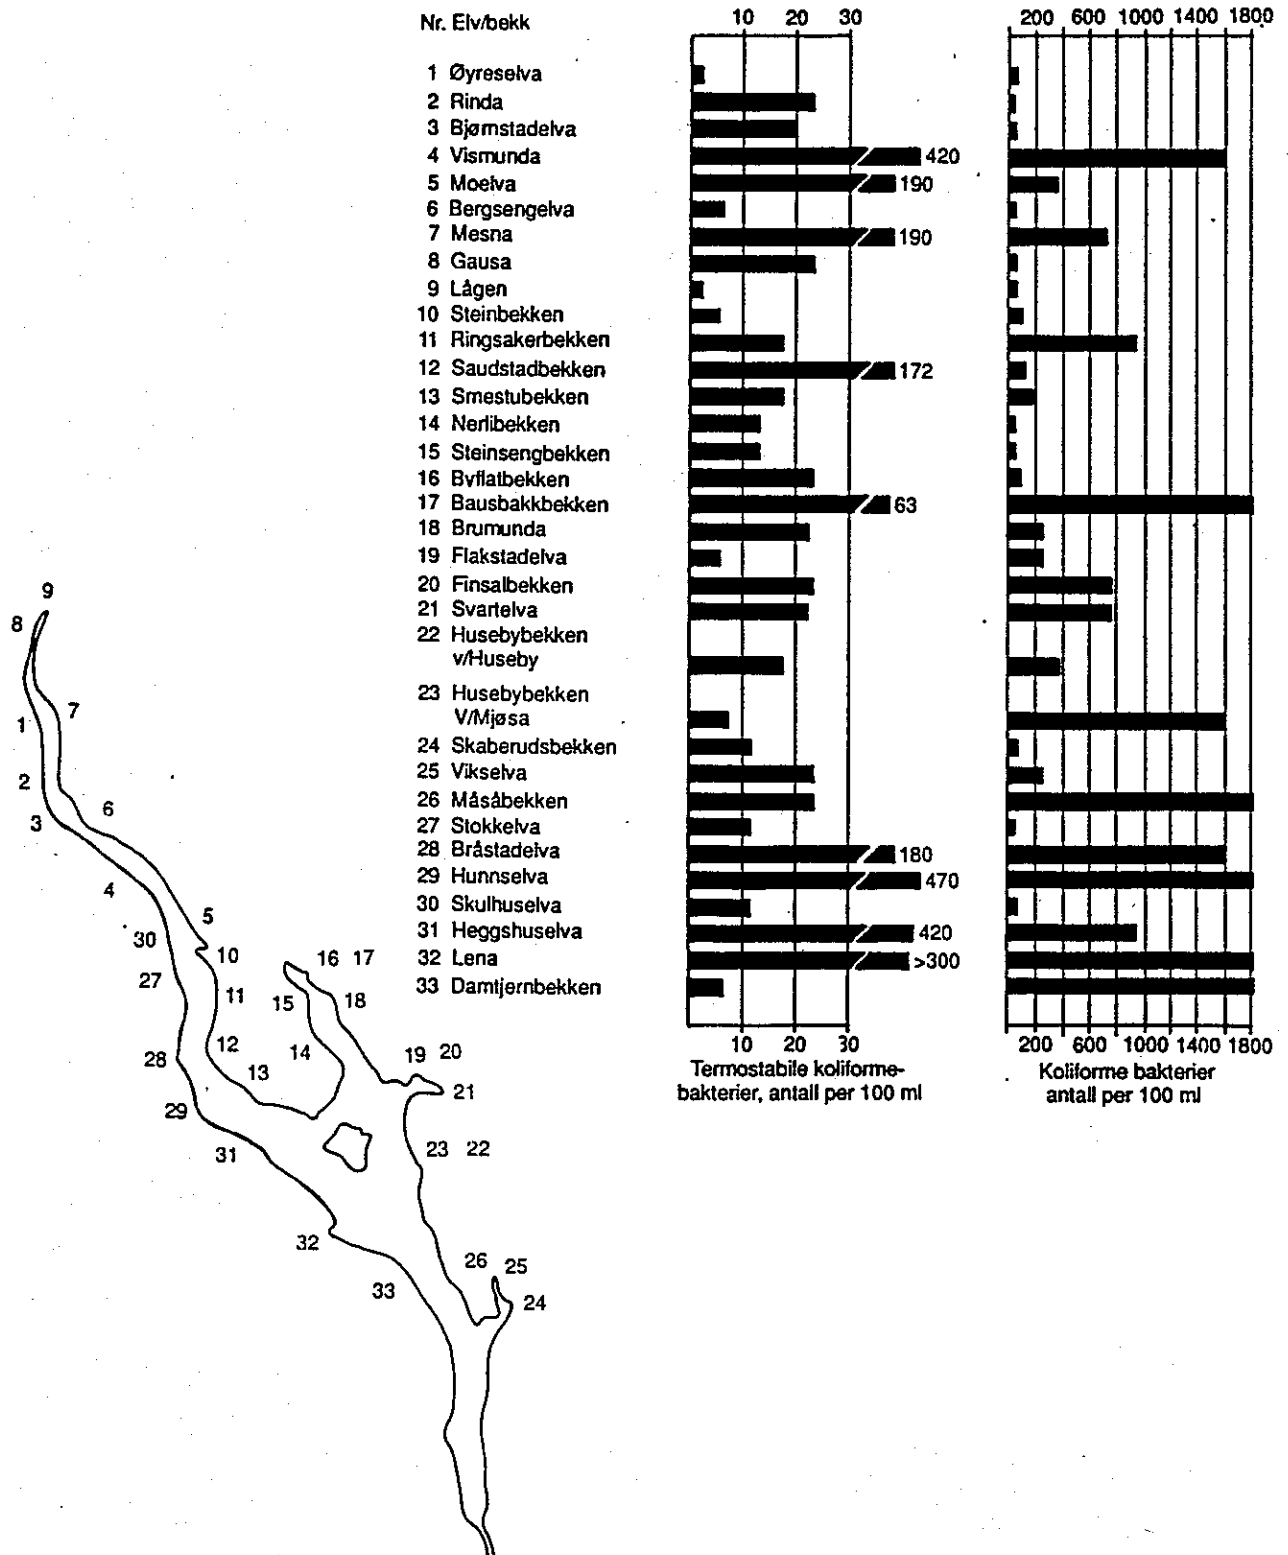 Nr. Elv/bekk
1 Øyreselva
2 Rinda
3 Bjørnstadelva
4 Vismunda
5 Moelva
6 Bergsengelva
7 Mesna
8 Gausa
9 Lågen
10 Steinbekken
11 Ringsakerbekken
12 Saudstadbekken
13 Smestubekken
14 Nerlibekken
15 Steinsengbekken
16 Bvflatbekken
17 Bausbakkbekken
18 Brumunda
19 Flakstadelva
20 Finsalbekken
21 Svartelva
22 Husebybekken
v/Huseby
23 Husebybekken
V/Mjøsa
24 Skaberudsbekken
25 Vikselva
26 Måsåbekken
27 Stokkelva
28 Bråstadelva
29 Hunnselva
30 Skulhuselva
31 Heggshuselva
32 Lena
33 Damtjernbekken
10 20 30
420
190
190
172
63
180
470
420
>300
10 20 30
Termostabile koliforme-
bakterier, antall per 100 ml
200 600 1000 1400 1800
200 600 1000 1400 1800
Koliforme bakterier
antall per 100 ml
9
8
7
1
2
6
3
4
5
30
10
16 17
27
11
15
18
12
14
28
19 20
13
21
29
31
23 22
32
26
25
33
24